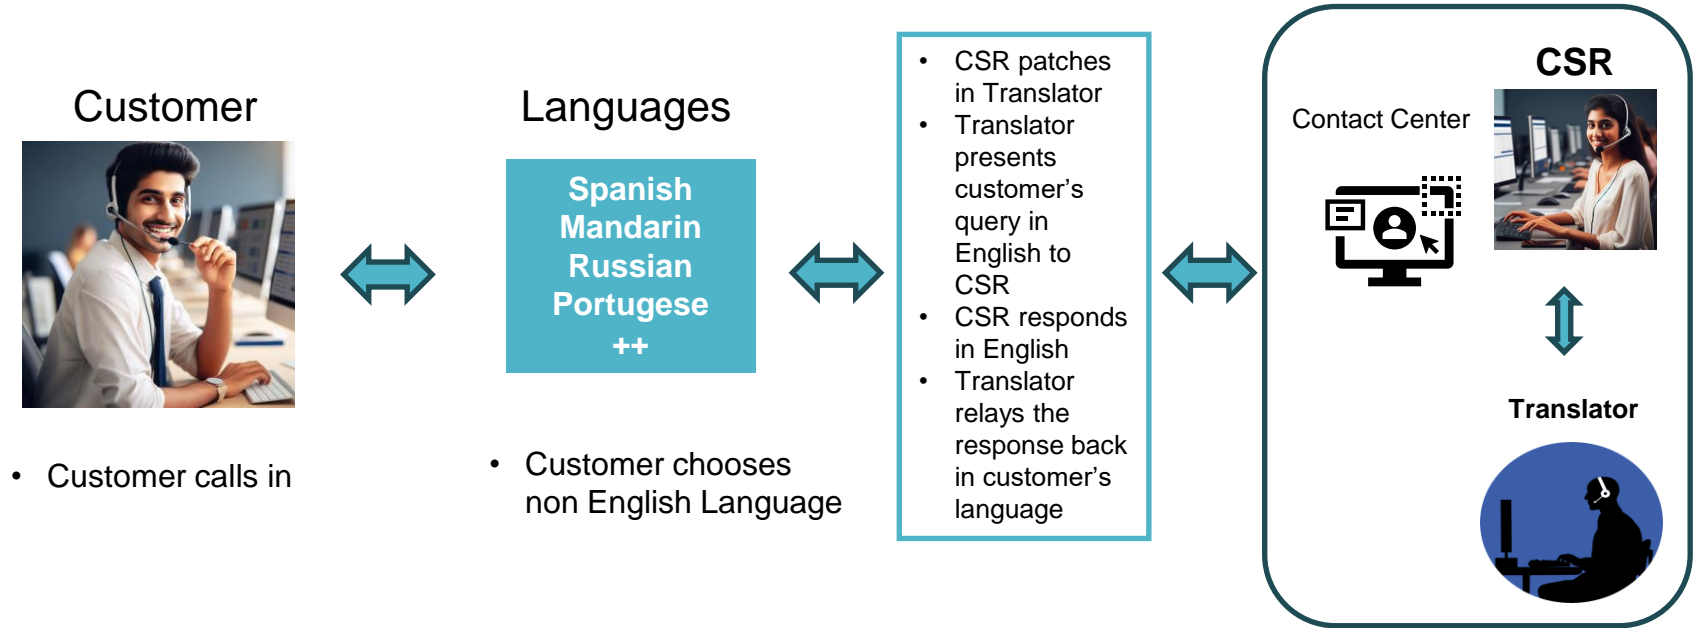 Customer
• Customer calls in
Languages
Spanish
Mandarin
Russian
Portugese
++
• Customer chooses
non English Language
• CSR patches
in Translator
• Translator
presents
customer’s
query in
English to
CSR
• CSR responds
in English
• Translator
relays the
response back
in customer’s
language
CSR
Contact Center
Translator